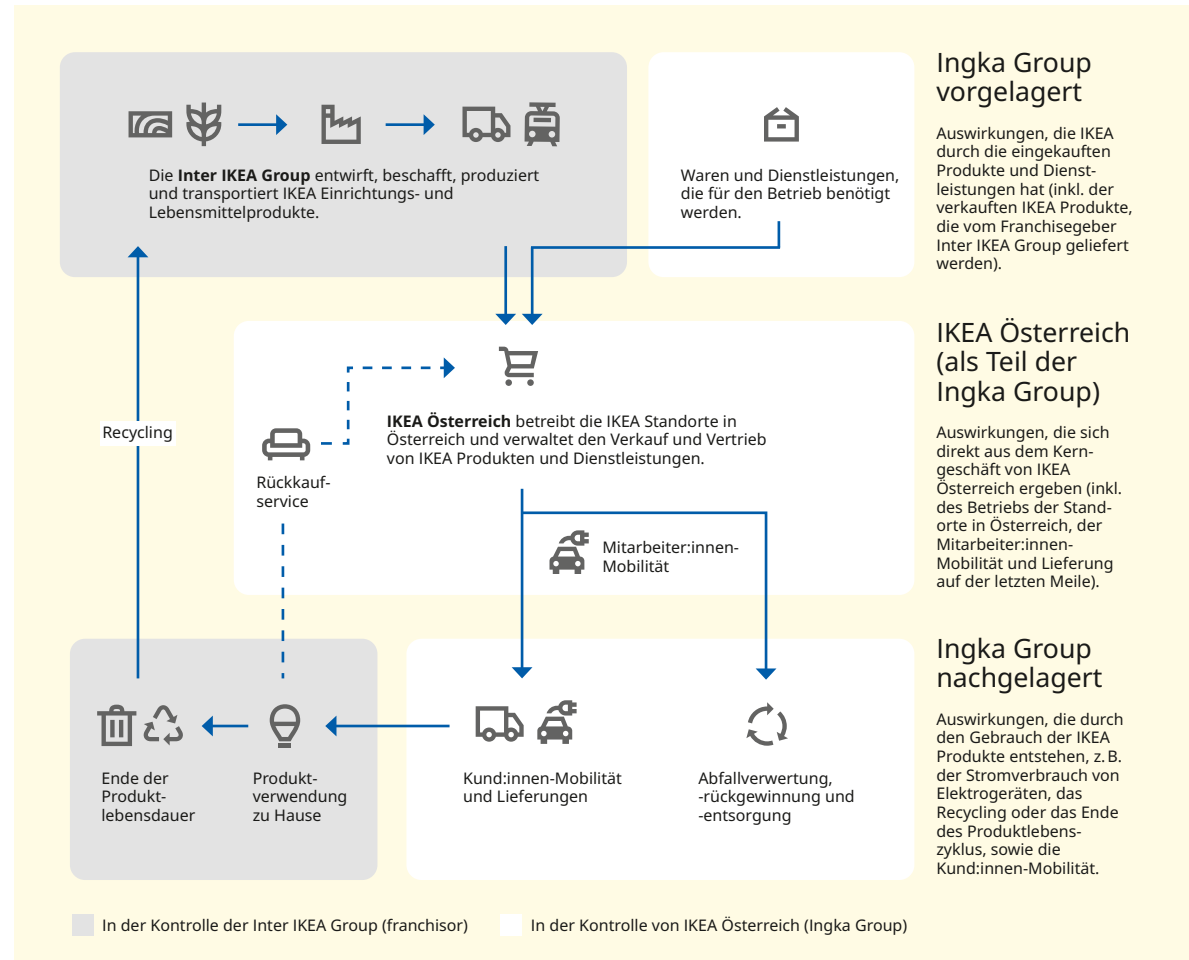 Die Inter IKEA Group entwirft, beschafft, produziert
und transportiert IKEA Einrichtungs- und
Lebensmittelprodukte.
Waren und Dienstleistungen,
die für den Betrieb benötigt
werden.
Ingka Group
vorgelagert
Auswirkungen, die IKEA
durch die eingekauften
Produkte und Dienst-
leistungen hat (inkl. der
verkauften IKEA Produkte,
die vom Franchisegeber
Inter IKEA Group geliefert
werden).
Recycling
Rückkauf-
service
IKEA Österreich betreibt die IKEA Standorte in
Österreich und verwaltet den Verkauf und Vertrieb
von IKEA Produkten und Dienstleistungen.
Mitarbeiter:innen-
Mobilität
IKEA Österreich
(als Teil der
Ingka Group)
Auswirkungen, die sich
direkt aus dem Kern-
geschäft von IKEA
Österreich ergeben (inkl.
des Betriebs der Stand-
orte in Österreich, der
Mitarbeiter:innen-
Mobilität und Lieferung
auf der letzten Meile).
Ende der
Produkt-
lebensdauer
Produkt-
verwendung
zu Hause
Kund:innen-Mobilität
und Lieferungen
Abfallverwertung,
-rückgewinnung und
-entsorgung
Ingka Group
nachgelagert
Auswirkungen, die durch
den Gebrauch der IKEA
Produkte entstehen, z. B.
der Stromverbrauch von
Elektrogeräten, das
Recycling oder das Ende
des Produktlebens-
zyklus, sowie die
Kund:innen-Mobilität.
In der Kontrolle der Inter IKEA Group (franchisor)
In der Kontrolle von IKEA Österreich (Ingka Group)